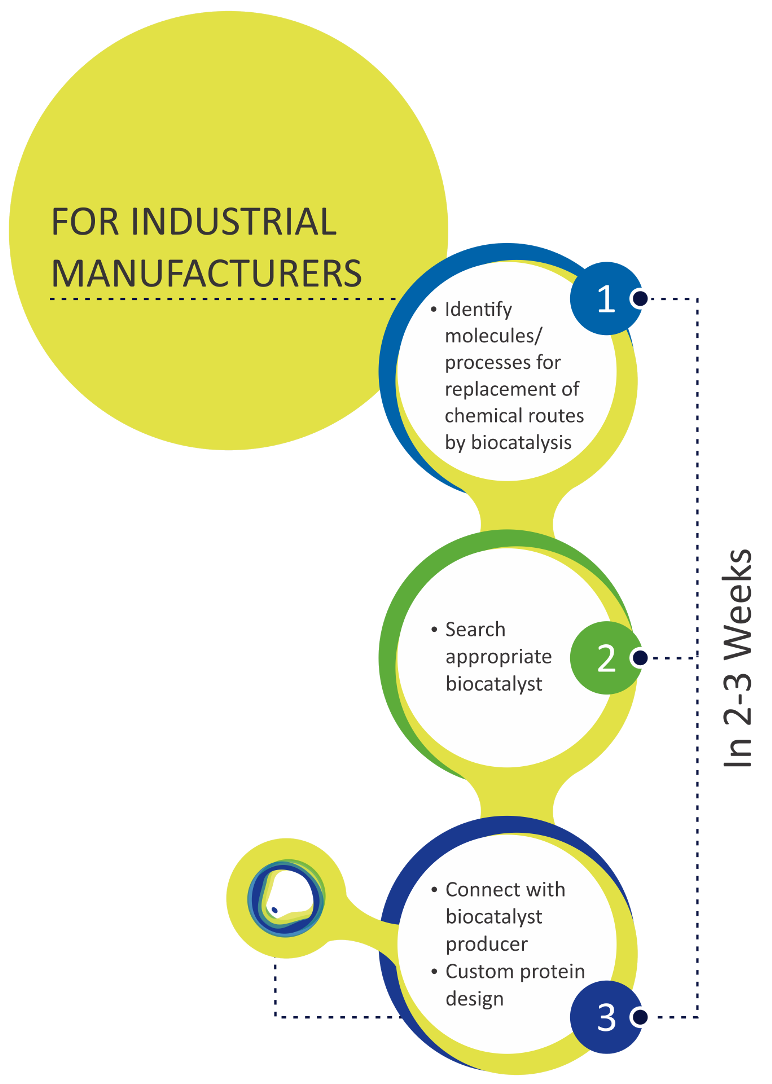 FOR INDUSTRIAL
MANUFACTURERS
1
• Identify
molecules/
processes for
replacement of
chemical routes
by biocatalysis
2
• Search
appropriate
biocatalyst
In 2-3 Weeks
• Connect with
biocatalyst
producer
• Custom protein
design
3